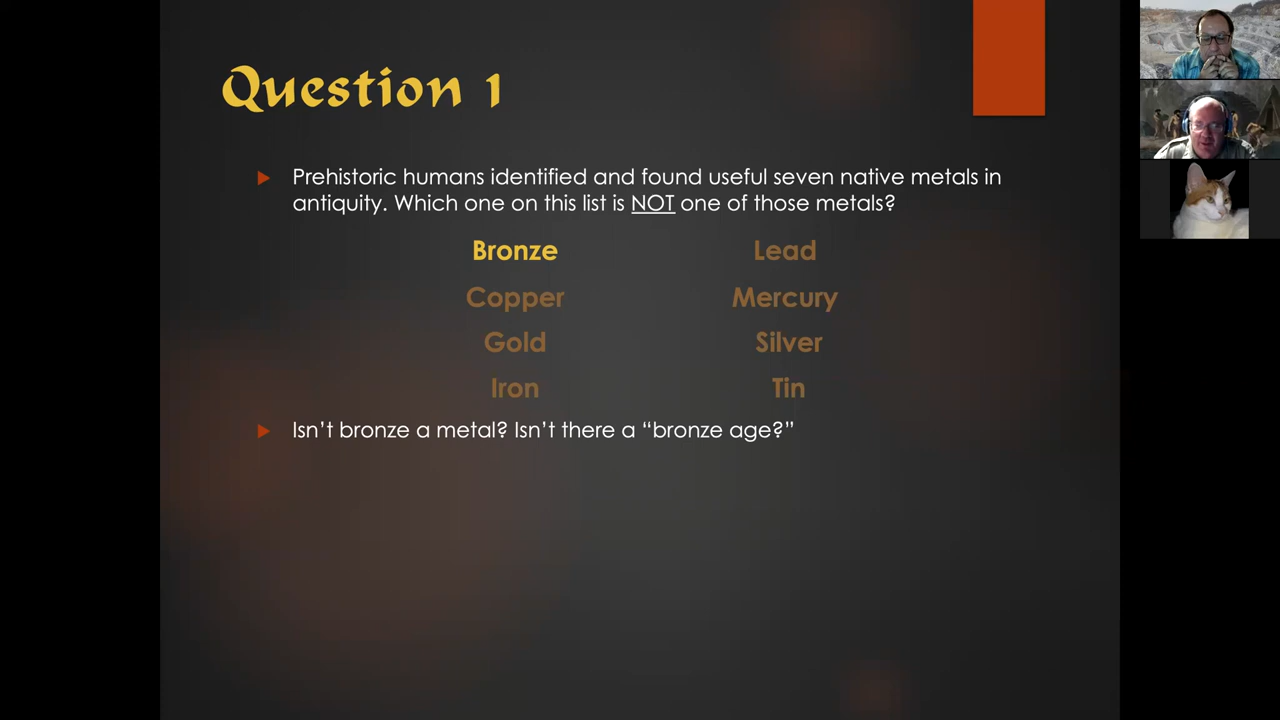 Question 1
Prehistoric humans identified and found useful seven native metals in
antiquity. Which one on this list is NOT one of those metals?
Bronze
Lead
Copper
Mercury
Gold
Silver
Iron
Tin
Isn’t bronze a metal? Isn’t there a “bronze age?”